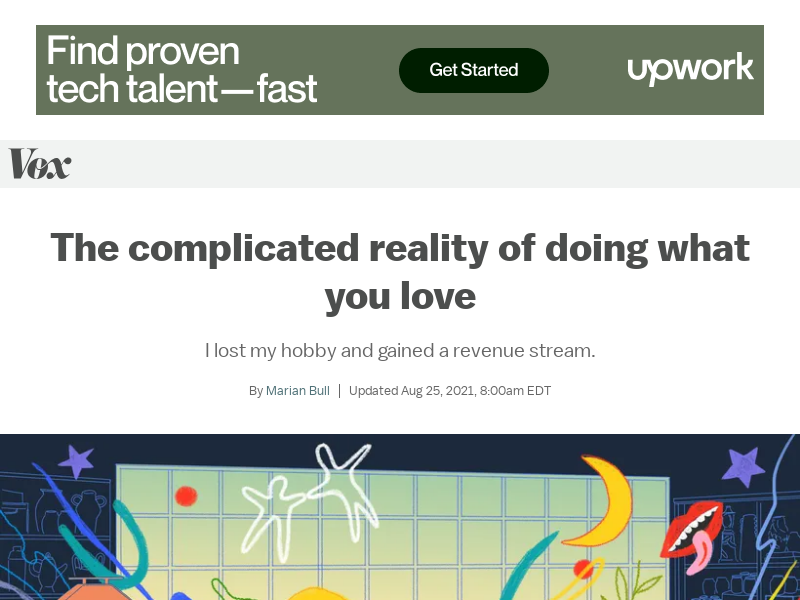 Find proven
tech talent—fast
Get Started
upwork
Vox
The complicated reality of doing what
you love
I lost my hobby and gained a revenue stream.
By Marian Bull | Updated Aug 25, 2021, 8:00am EDT